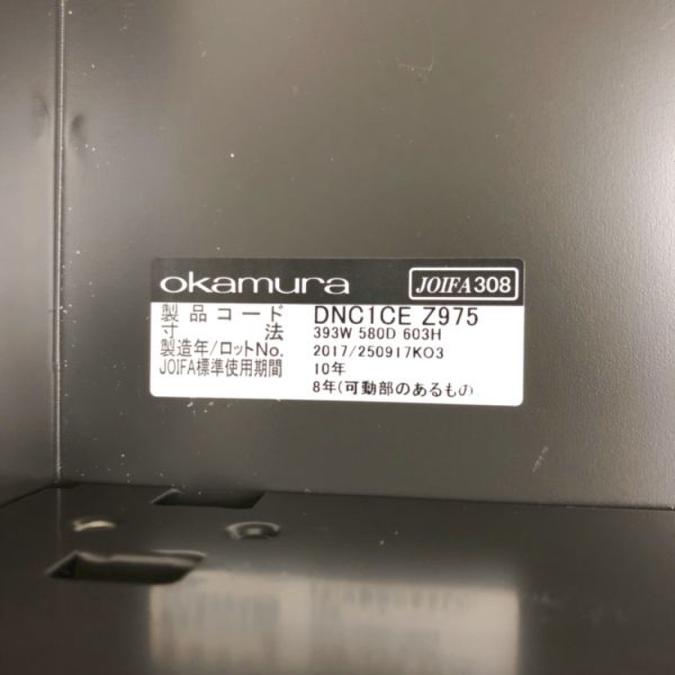 okamura JOIFA308
製品コード DNC1CE Z975
寸法 393W 580D 603H
製造年/ロットNo. 2017/250917KO3
JOIFA標準使用期間 10年
8年(可動部のあるもの